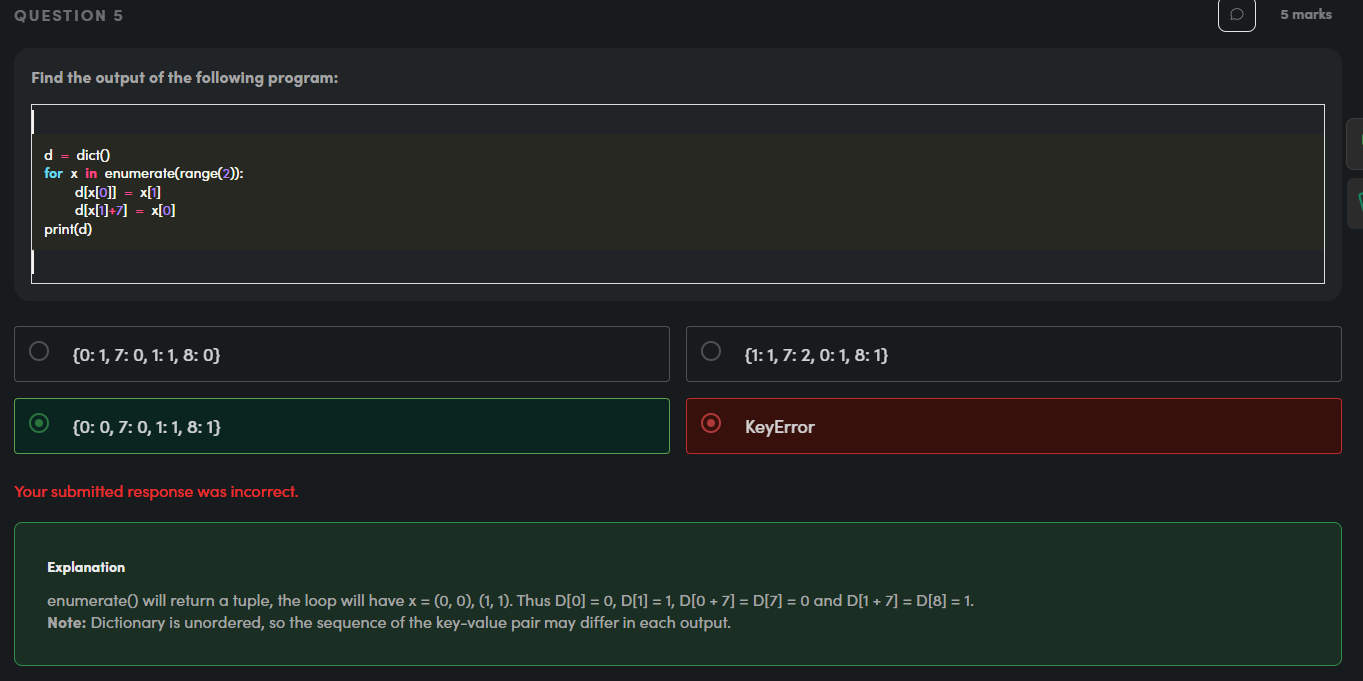 QUESTION 5
5 marks
Find the output of the following program:
d = dict()
for x in enumerate(range(2)):
    d[x[0]] = x[1]
    d[x[1]+7] = x[0]
print(d)
{0: 1, 7: 0, 1: 1, 8: 0}
{1: 1, 7: 2, 0: 1, 8: 1}
{0: 0, 7: 0, 1: 1, 8: 1}
KeyError
Your submitted response was incorrect.
Explanation
enumerate() will return a tuple, the loop will have x = (0, 0), (1, 1). Thus D[0] = 0, D[1] = 1, D[0 + 7] = D[7] = 0 and D[1 + 7] = D[8] = 1.
Note: Dictionary is unordered, so the sequence of the key-value pair may differ in each output.